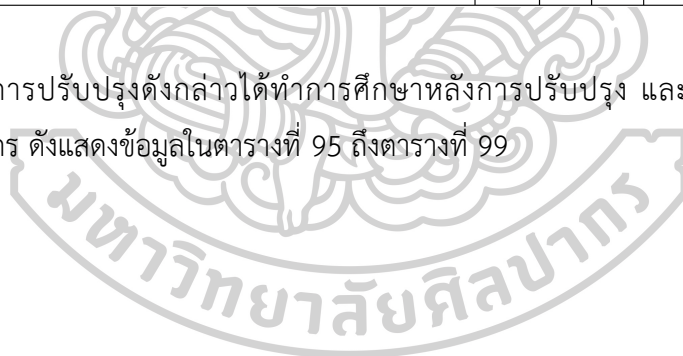 การปรับปรุงดังกล่าวได้ทำการศึกษาหลังการปรับปรุง และ
ร ดังแสดงข้อมูลในตารางที่ 95 ถึงตารางที่ 99
มหาวิทยาลัยศิลปากร